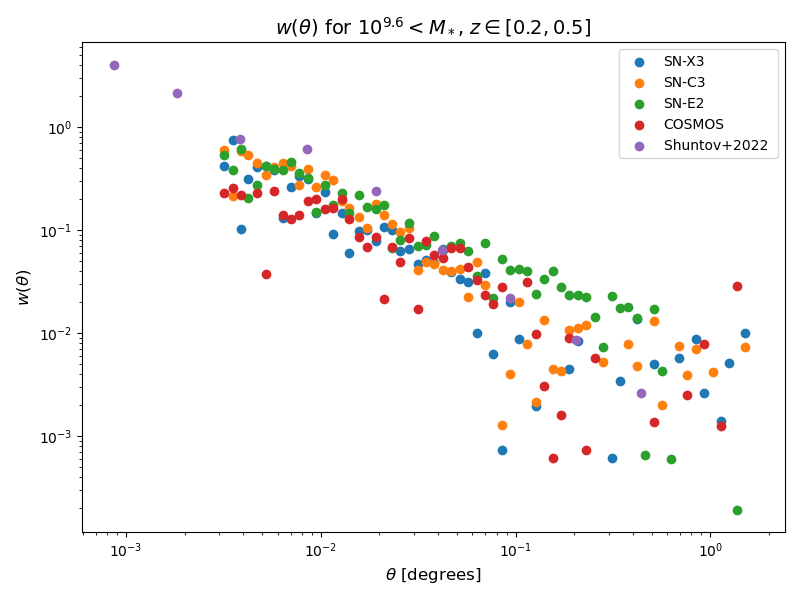 w(θ) for 10^9.6 < M_*, z ∈ [0.2, 0.5]
SN-X3
SN-C3
SN-E2
COSMOS
Shuntov+2022
w(θ)
10^0
10^-1
10^-2
10^-3
10^-3 10^-2 10^-1 10^0
θ [degrees]